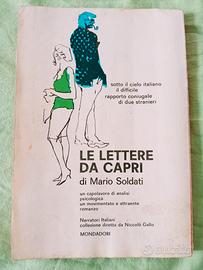 sotto il cielo italiano
il difficile
rapporto coniugale
di due stranieri
LE LETTERE
DA CAPRI
di Mario Soldati
un capolavoro di analisi
psicologica
un movimentato e attraente
romanzo
Narratori Italiani
collezione diretta da Niccolò Gallo
MONDADORI
subito